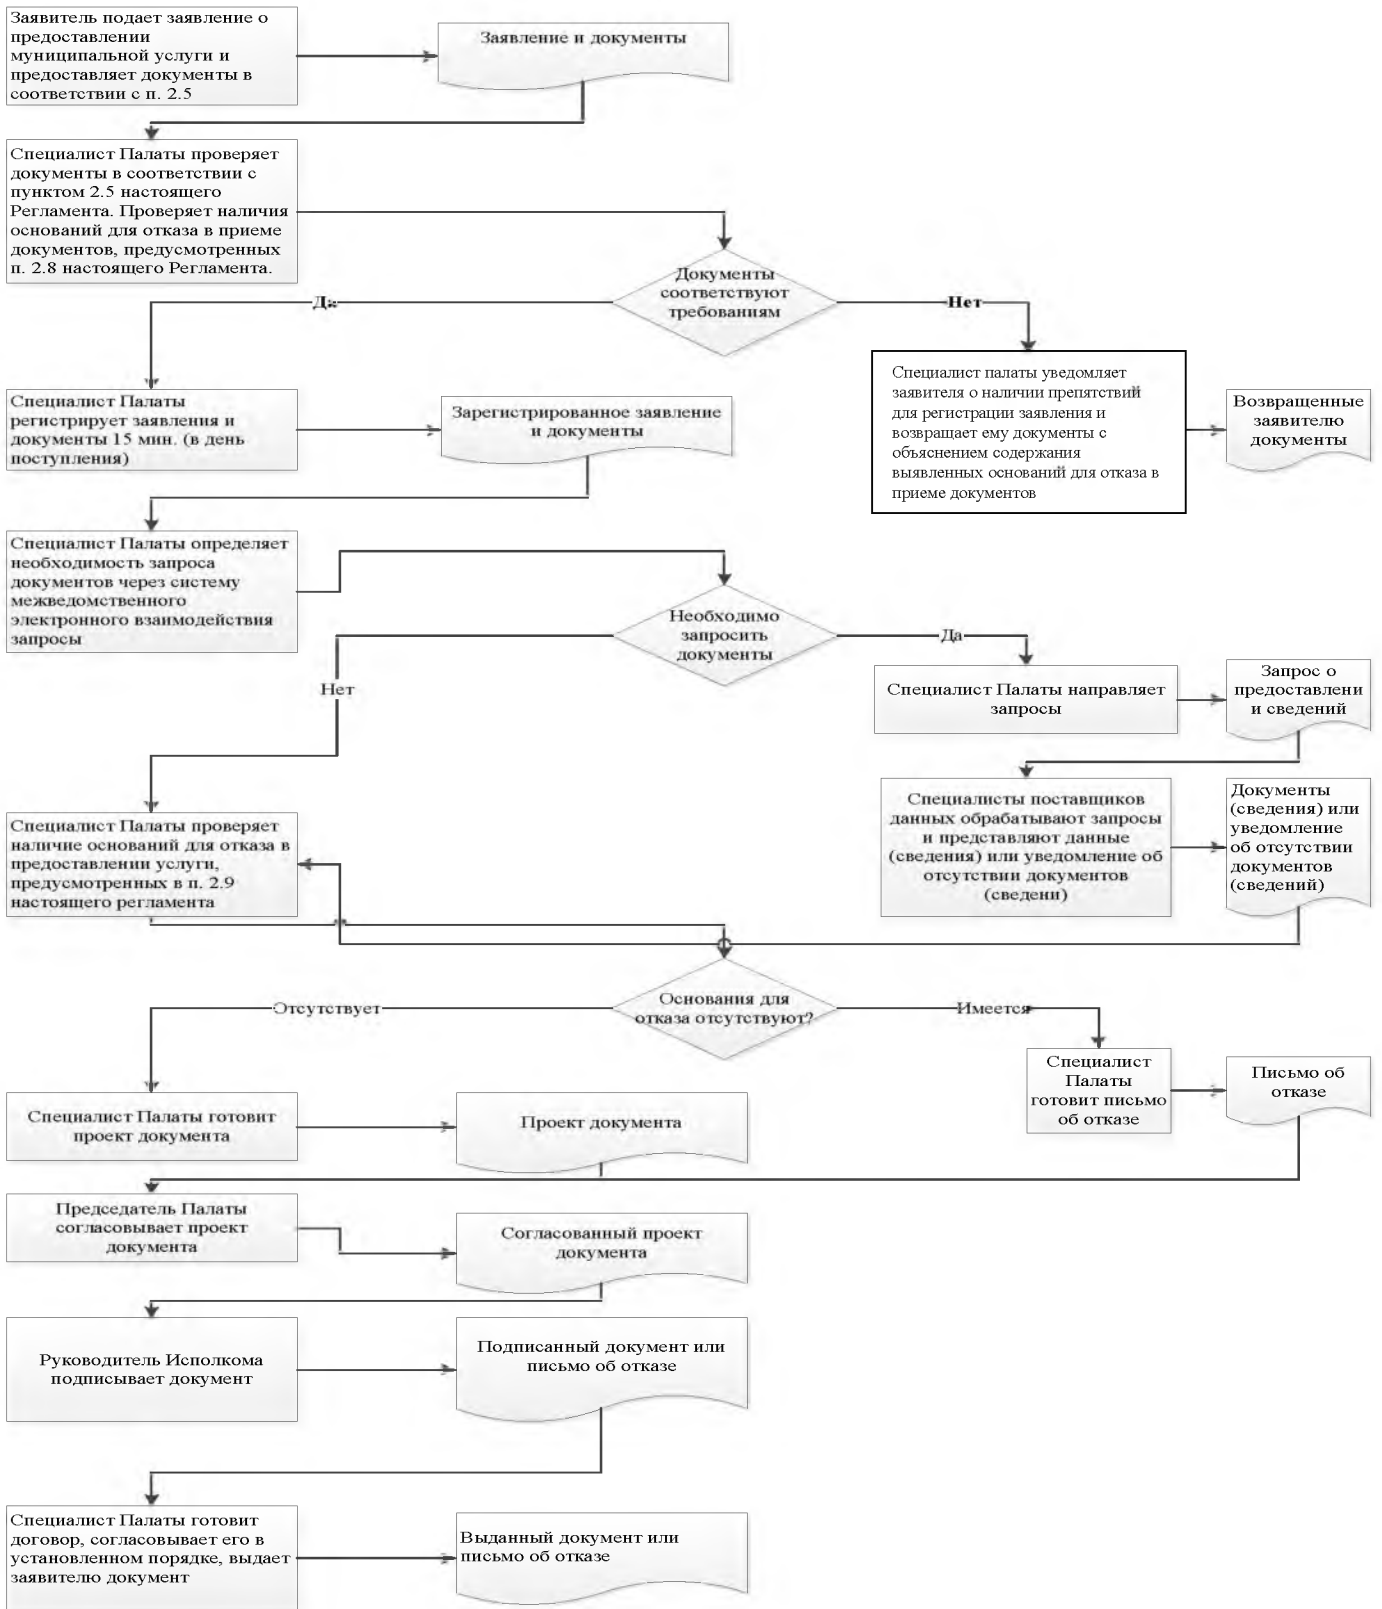 Заявитель подает заявление о
предоставлении
муниципальной услуги и
предоставляет документы в
соответствии с п. 2.5
Заявление и документы
Специалист Палаты проверяет
документы в соответствии с
пунктом 2.5 настоящего
Регламента. Проверяет наличия
оснований для отказа в приеме
документов, предусмотренных
п. 2.8 настоящего Регламента.
Документы
соответствуют
требованиям
Да
Нет
Специалист палаты уведомляет
заявителя о наличии препятствий
для регистрации заявления и
возвращает ему документы с
объяснением содержания
выявленных оснований для отказа в
приеме документов
Возвращенные
заявителю
документы
Специалист Палаты
регистрирует заявления и
документы 15 мин. (в день
поступления)
Зарегистрированное заявление
и документы
Специалист Палаты определяет
необходимость запроса
документов через систему
межведомственного
электронного взаимодействия
запросы
Необходимо
запросить
документы
Да
Нет
Специалист Палаты направляет
запросы
Запрос о
предоставлени
и сведений
Специалисты поставщиков
данных обрабатывают запросы
и представляют данные
(сведения) или уведомление об
отсутствии документов
(сведени)
Документы
(сведения) или
уведомление
об отсутствии
документов
(сведений)
Специалист Палаты проверяет
наличие оснований для отказа в
предоставлении услуги,
предусмотренных в п. 2.9
настоящего регламента
Основания для
отказа отсутствуют?
Отсутствует
Имеется
Специалист
Палаты
готовит письмо
об отказе
Письмо об
отказе
Специалист Палаты готовит
проект документа
Проект документа
Председатель Палаты
согласовывает проект
документа
Согласованный проект
документа
Руководитель Исполкома
подписывает документ
Подписанный документ или
письмо об отказе
Специалист Палаты готовит
договор, согласовывает его в
установленном порядке, выдает
заявителю документ
Выданный документ или
письмо об отказе